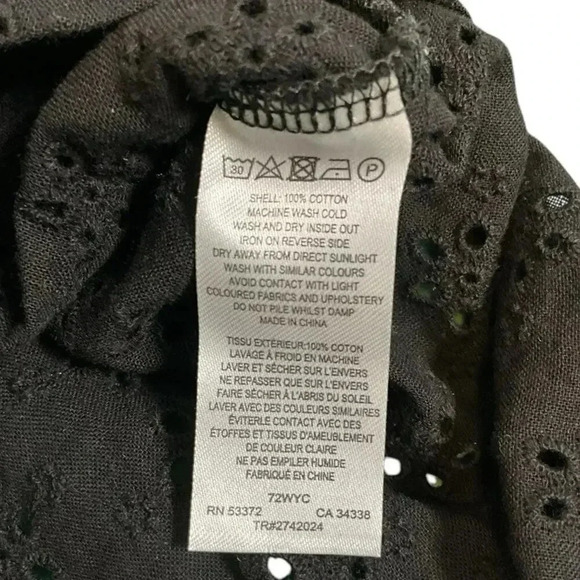 30 P
SHELL: 100% COTTON
MACHINE WASH COLD
WASH AND DRY INSIDE OUT
IRON ON REVERSE SIDE
DRY AWAY FROM DIRECT SUNLIGHT
WASH WITH SIMILAR COLOURS
AVOID CONTACT WITH LIGHT
COLOURED FABRICS AND UPHOLSTERY
DO NOT PILE WHILST DAMP
MADE IN CHINA
TISSU EXTÉRIEUR:100% COTON
LAVAGE À FROID EN MACHINE
LAVER ET SÉCHER SUR L'ENVERS
NE REPASSER QUE SUR L'ENVERS
FAIRE SÉCHER À L'ABRIS DU SOLEIL
LAVER AVEC DES COULEURS SIMILAIRES
ÉVITERLE CONTACT AVEC DES
ÉTOFFES ET TISSUS D'AMEUBLEMENT
DE COULEUR CLAIRE
NE PAS EMPILER HUMIDE
FABRIQUÉ EN CHINE
72WYC
RN 53372 CA 34338
TR#2742024